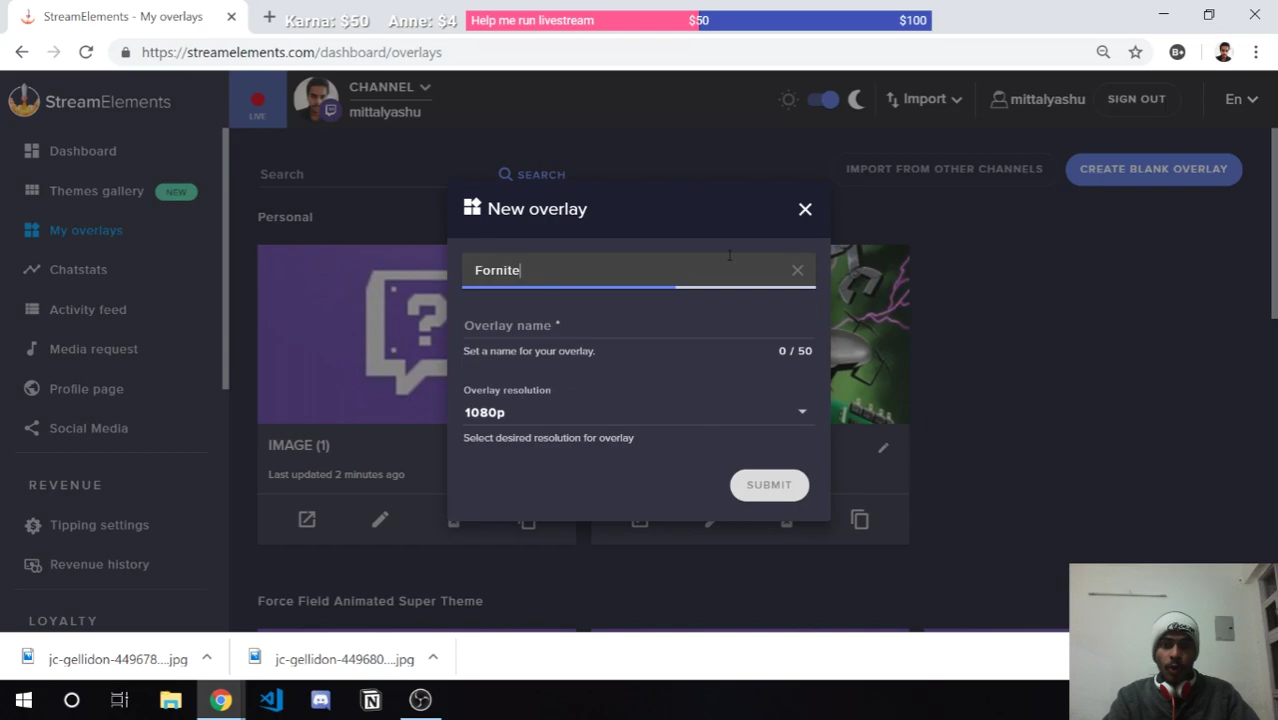 StreamElements - My overlays
Karna: $50 Anne: $4
Help me run livestream $50 $100
https://streamelements.com/dashboard/overlays
StreamElements
LIVE
CHANNEL
mittalyashu
Import
mittalyashu
SIGN OUT
En
Dashboard
Themes gallery NEW
My overlays
Chatstats
Activity feed
Media request
Profile page
Social Media
REVENUE
Tipping settings
Revenue history
LOYALTY
Search
SEARCH
IMPORT FROM OTHER CHANNELS
CREATE BLANK OVERLAY
Personal
New overlay
Fornite
Overlay name *
Set a name for your overlay. 0 / 50
Overlay resolution
1080p
Select desired resolution for overlay
SUBMIT
IMAGE (1)
Last updated 2 minutes ago
Force Field Animated Super Theme
jc-gellidon-449678....jpg
jc-gellidon-449680....jpg